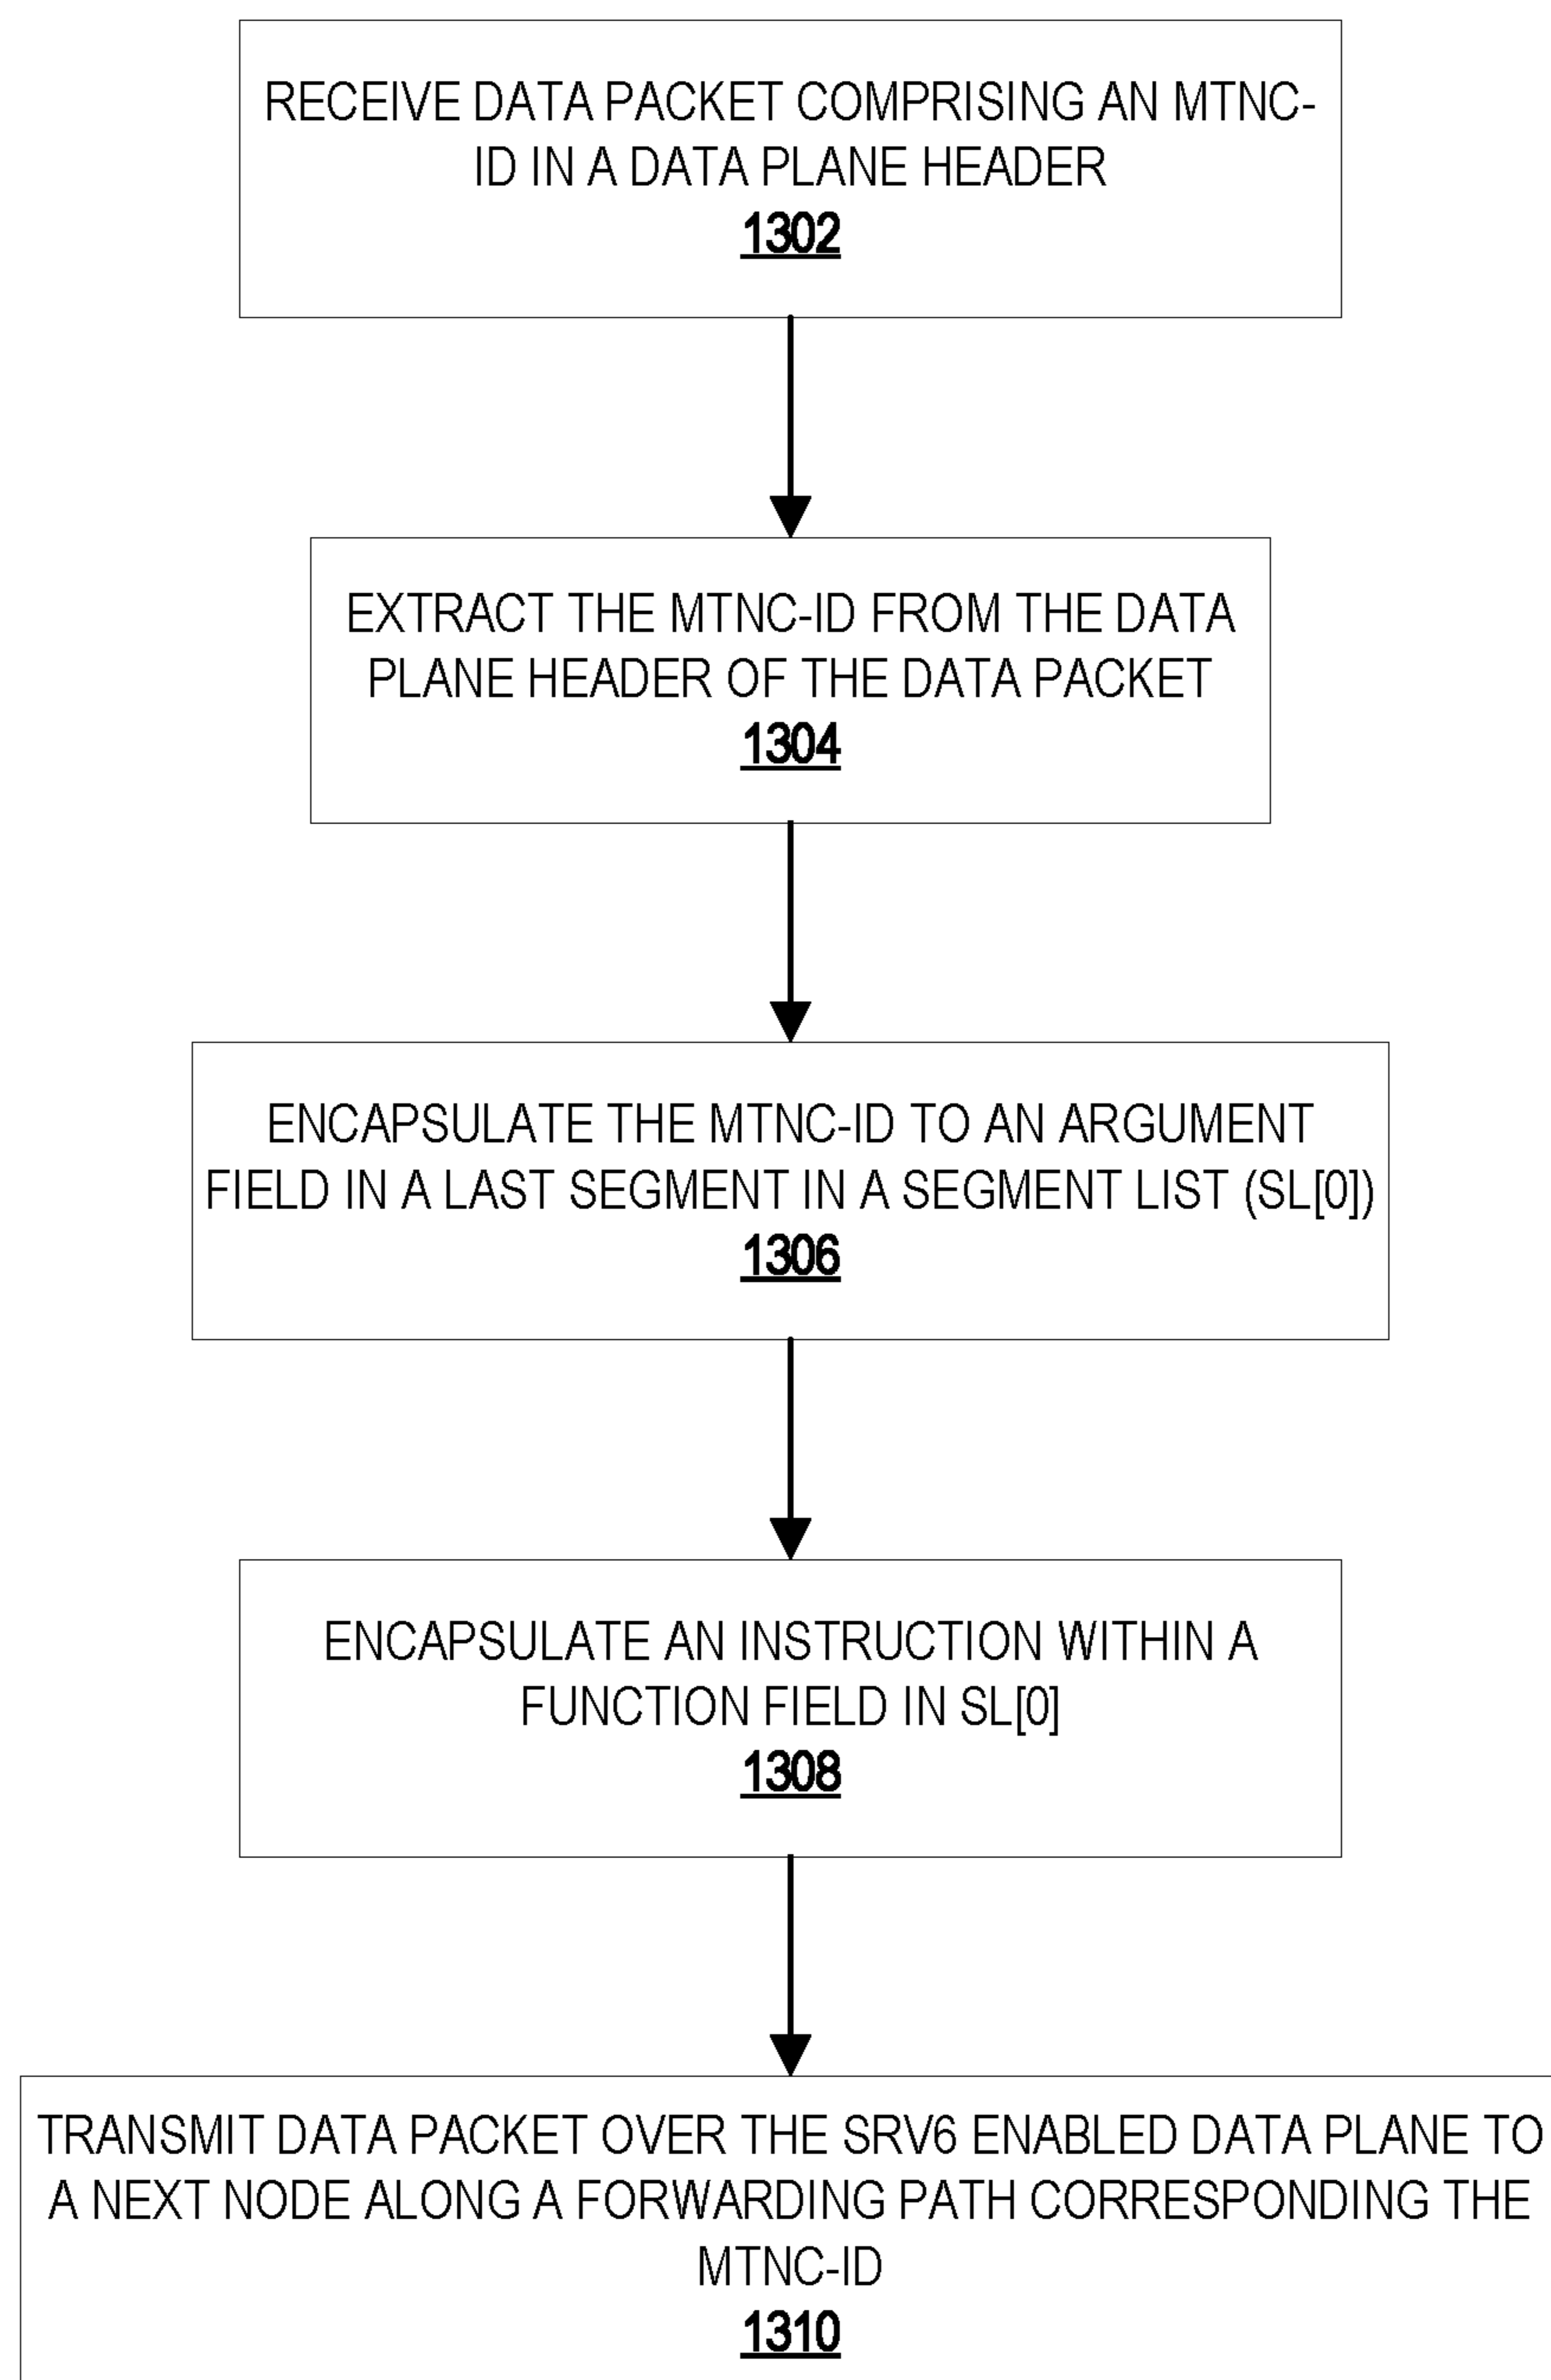 RECEIVE DATA PACKET COMPRISING AN MTNC-
ID IN A DATA PLANE HEADER
1302
EXTRACT THE MTNC-ID FROM THE DATA
PLANE HEADER OF THE DATA PACKET
1304
ENCAPSULATE THE MTNC-ID TO AN ARGUMENT
FIELD IN A LAST SEGMENT IN A SEGMENT LIST (SL[0])
1306
ENCAPSULATE AN INSTRUCTION WITHIN A
FUNCTION FIELD IN SL[0]
1308
TRANSMIT DATA PACKET OVER THE SRV6 ENABLED DATA PLANE TO
A NEXT NODE ALONG A FORWARDING PATH CORRESPONDING THE
MTNC-ID
1310